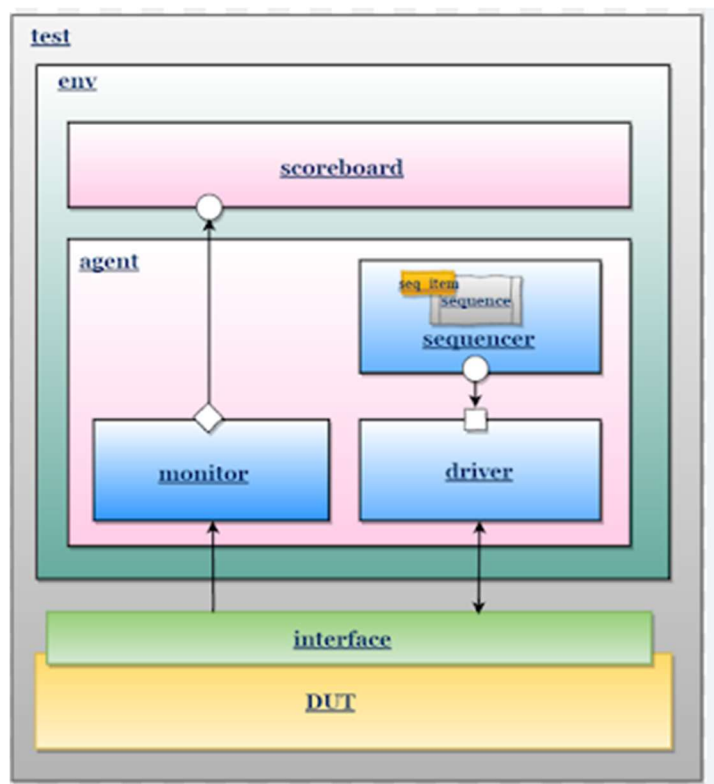 test
env
scoreboard
agent
seq_item
sequence
sequencer
monitor
driver
interface
DUT